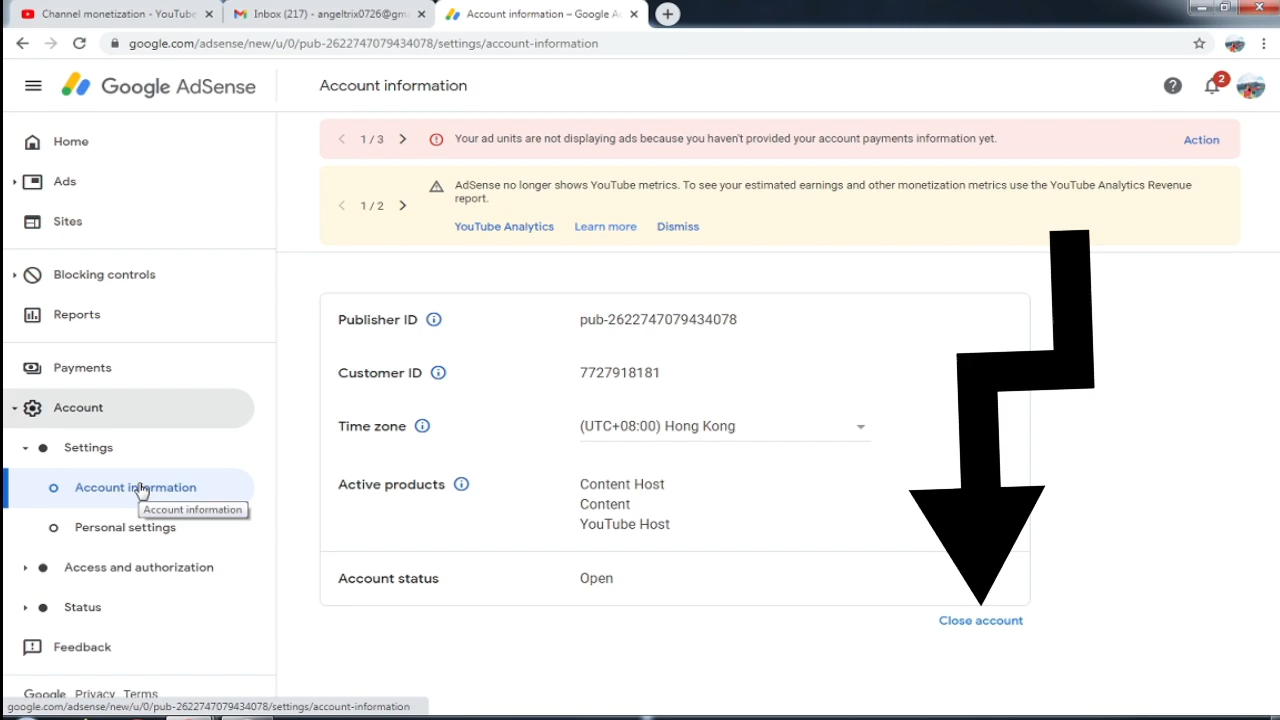 Channel monetization - YouTube
Inbox (217) - angeltrix0726@gm
Account information – Google Ad
google.com/adsense/new/u/0/pub-2622747079434078/settings/account-information
Google AdSense
Account information
2
Home
Ads
Sites
Blocking controls
Reports
Payments
Account
Settings
Account information
Account information
Personal settings
Access and authorization
Status
Feedback
Google Privacy Terms
google.com/adsense/new/u/0/pub-2622747079434078/settings/account-information
1 / 3
Your ad units are not displaying ads because you haven't provided your account payments information yet.
Action
1 / 2
AdSense no longer shows YouTube metrics. To see your estimated earnings and other monetization metrics use the YouTube Analytics Revenue
report.
YouTube Analytics Learn more Dismiss
Publisher ID pub-2622747079434078
Customer ID 7727918181
Time zone (UTC+08:00) Hong Kong
Active products Content Host
Content
YouTube Host
Account status Open
Close account